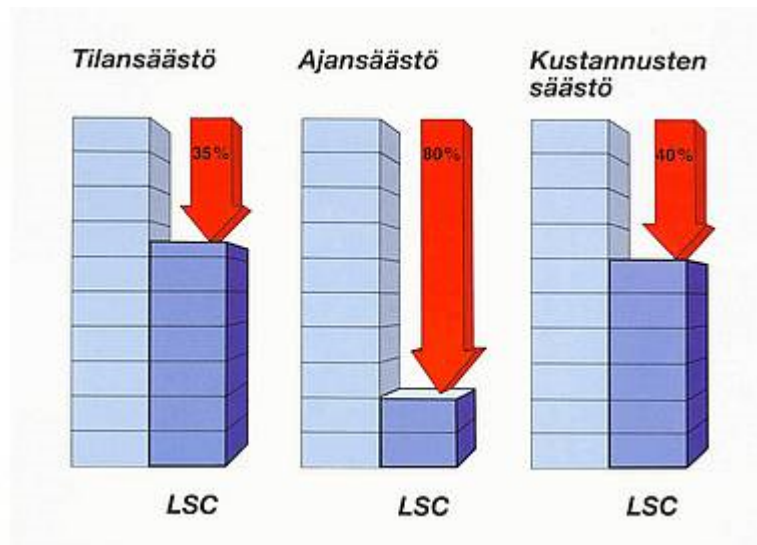 Tilansäästö
Ajansäästö
Kustannusten
säästö
35%
80%
40%
LSC
LSC
LSC